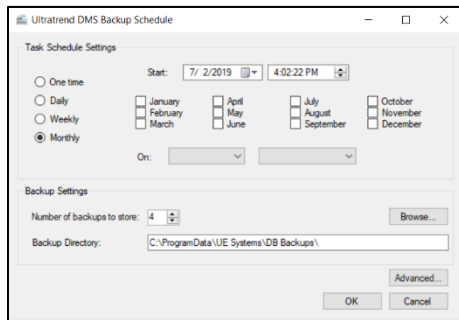 Ultratrend DMS Backup Schedule
Task Schedule Settings
Start: 7/ 2/2019 4:02:22 PM
One time
Daily
Weekly
Monthly
January April July October
February May August November
March June September December
On:
Backup Settings
Number of backups to store: 4 Browse...
Backup Directory: C:\ProgramData\UE Systems\DB Backups\
Advanced...
OK Cancel